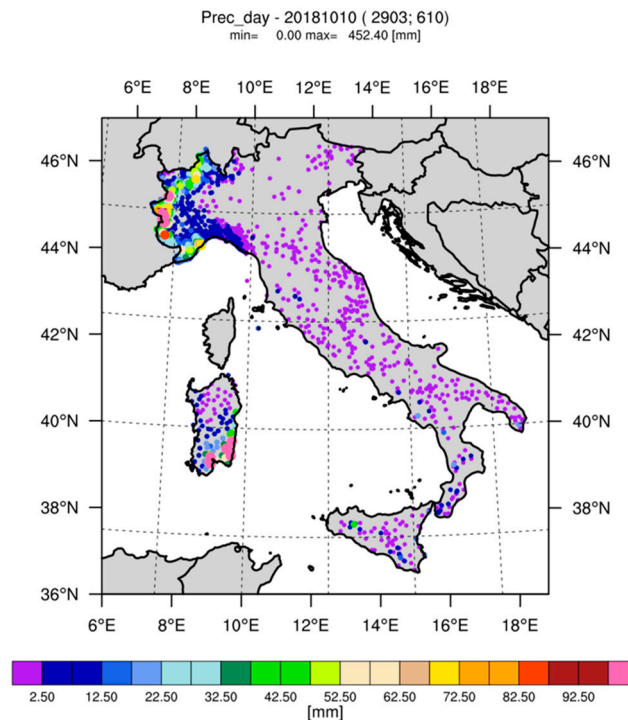 Prec_day - 20181010 ( 2903; 610)
min= 0.00 max= 452.40 [mm]
6°E 8°E 10°E 12°E 14°E 16°E 18°E
46°N 46°N
44°N 44°N
42°N 42°N
40°N 40°N
38°N 38°N
36°N
6°E 8°E 10°E 12°E 14°E 16°E 18°E
2.50 12.50 22.50 32.50 42.50 52.50 62.50 72.50 82.50 92.50
[mm]